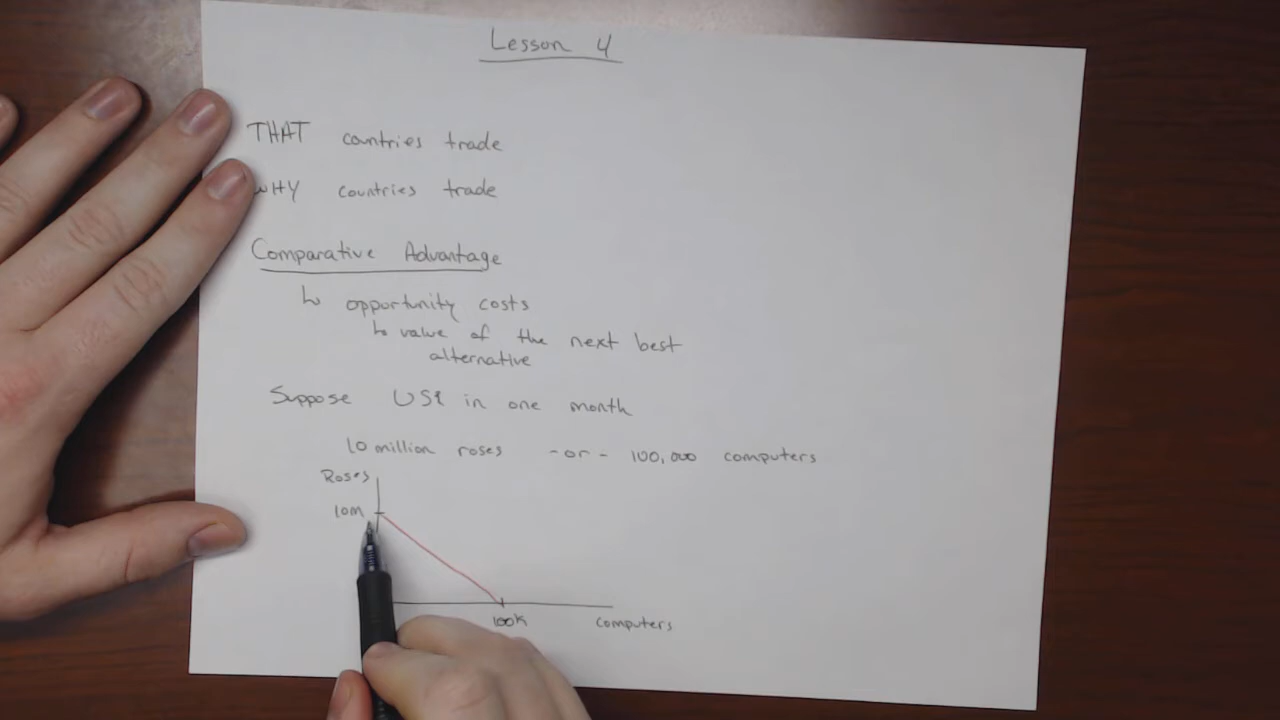 Lesson 4
THAT countries trade
WHY countries trade
Comparative Advantage
↳ opportunity costs
↳ value of the next best
alternative
Suppose US: in one month
10 million roses -or- 100,000 computers
Roses
10M
100K computers